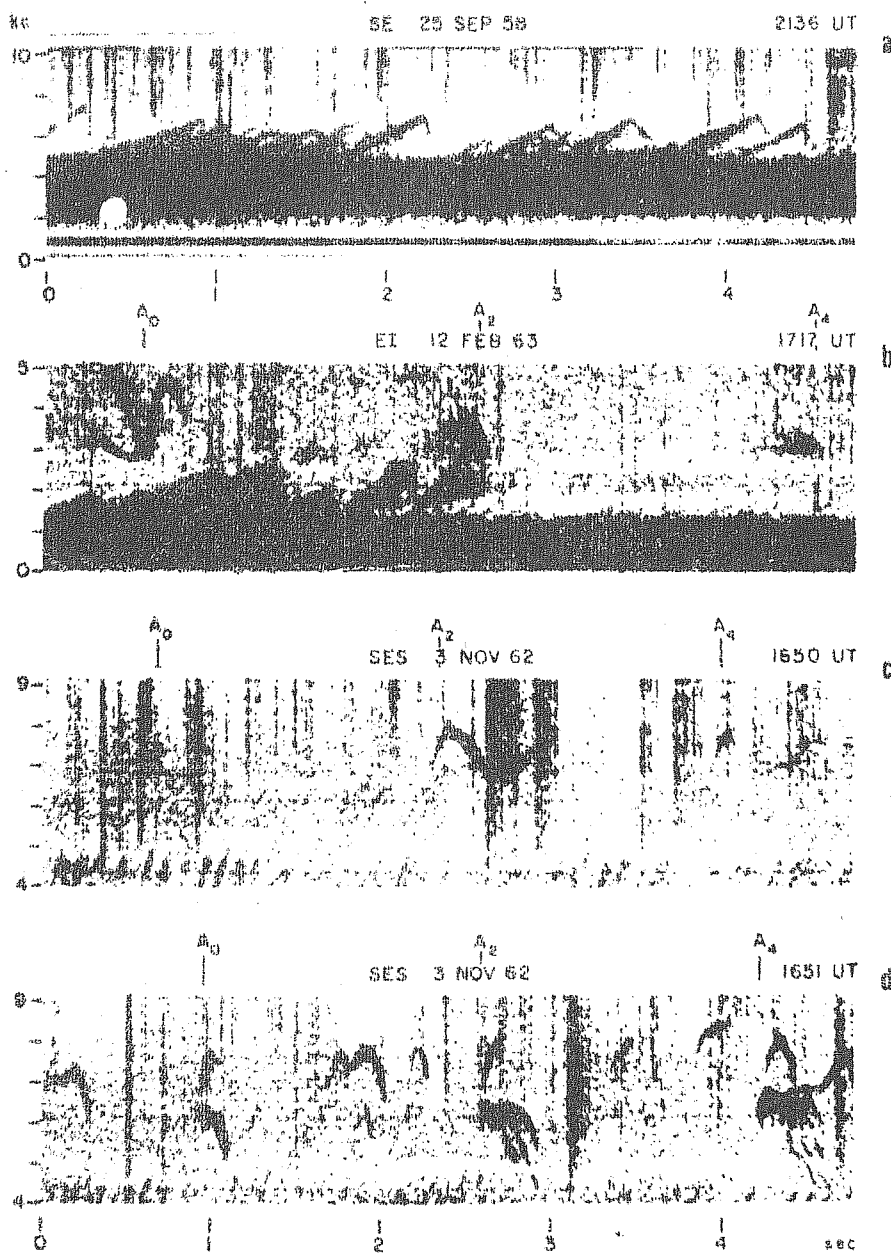 kc SE 25 SEP 58 2136 UT a
10
0
0 1 2 3 4
A0 A2 A4
EI 12 FEB 63 1717 UT b
5
0
A0 A2 A4
SES 3 NOV 62 1650 UT c
9
4
A0 A2 A4
SES 3 NOV 62 1651 UT d
9
4
0 1 2 3 4 sec